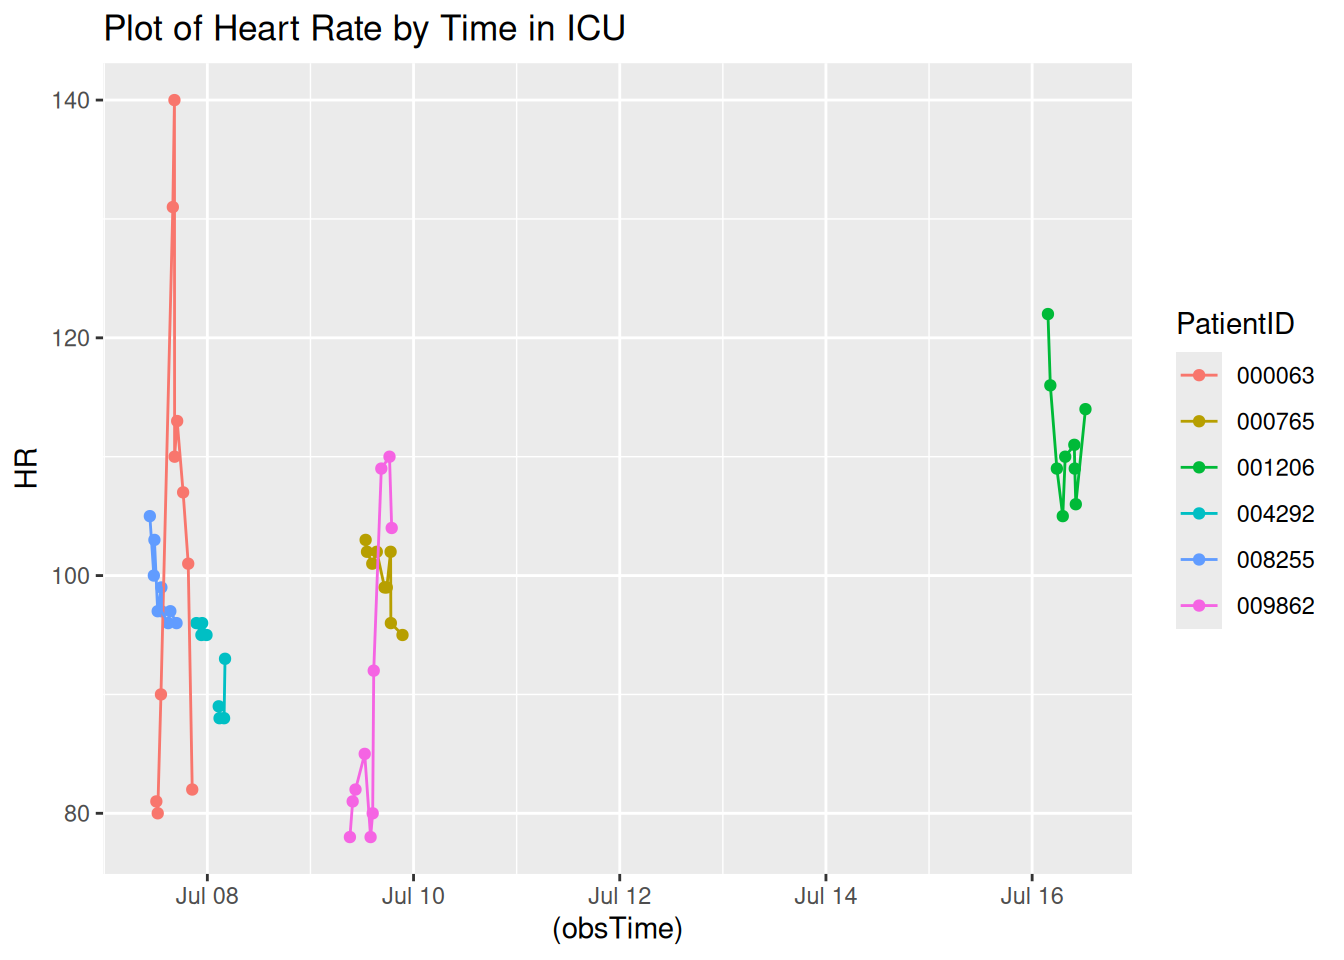 Plot of Heart Rate by Time in ICU
140
120
100
80
HR
Jul 08
Jul 10
Jul 12
Jul 14
Jul 16
(obsTime)
PatientID
000063
000765
001206
004292
008255
009862